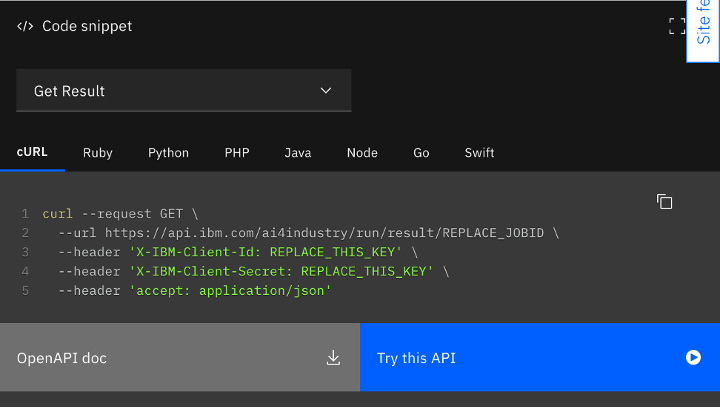 </> Code snippet
Site fe
Get Result
cURL Ruby Python PHP Java Node Go Swift
1 curl --request GET \
2 --url https://api.ibm.com/ai4industry/run/result/REPLACE_JOBID \
3 --header 'X-IBM-Client-Id: REPLACE_THIS_KEY' \
4 --header 'X-IBM-Client-Secret: REPLACE_THIS_KEY' \
5 --header 'accept: application/json'
OpenAPI doc
Try this API